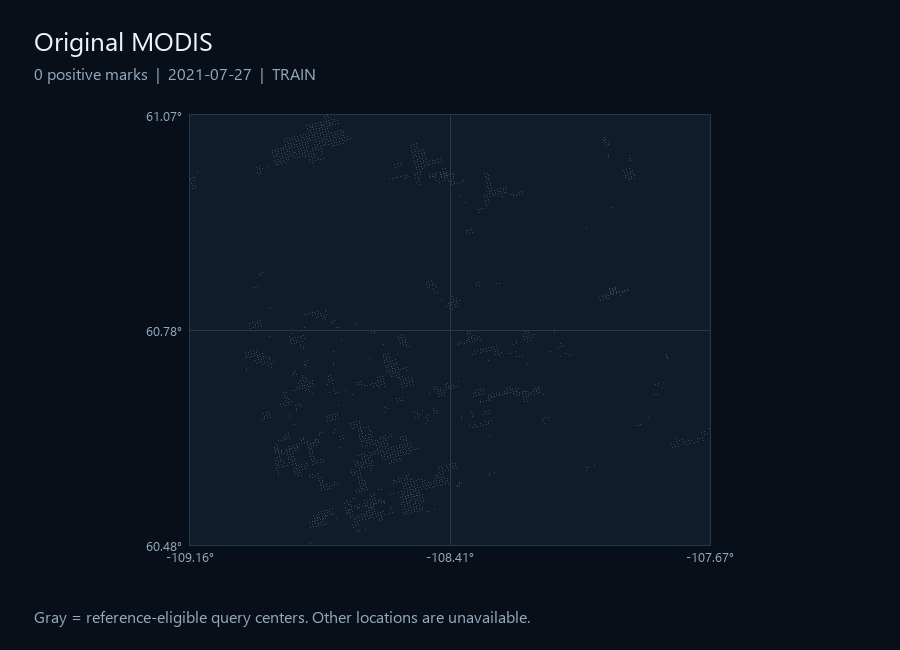 Original MODIS
0 positive marks | 2021-07-27 | TRAIN
61.07°
60.78°
60.48°
-109.16°
-108.41°
-107.67°
Gray = reference-eligible query centers. Other locations are unavailable.